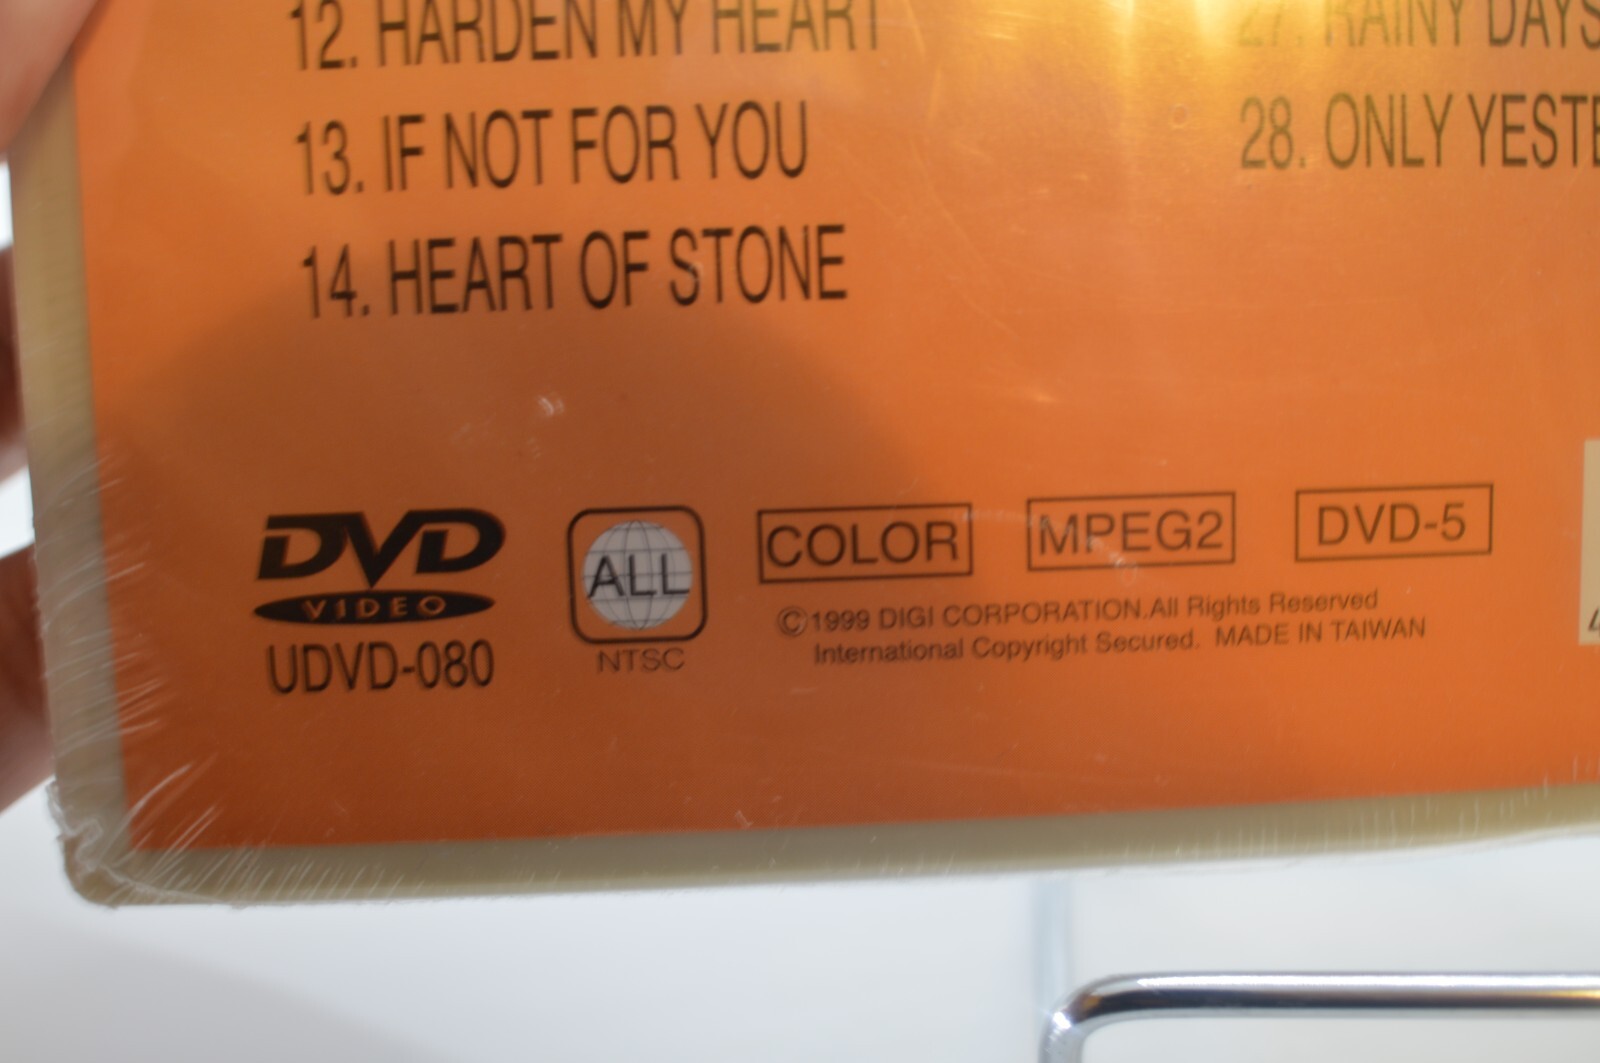 12. HARDEN MY HEART
13. IF NOT FOR YOU
14. HEART OF STONE
27. RAINY DAYS
28. ONLY
DVD
VIDEO
UDVD-080
ALL
NTSC
COLOR
MPEG2
DVD-5
©1999 DIGI CORPORATION.All Rights Reserved
International Copyright Secured. MADE IN TAIWAN